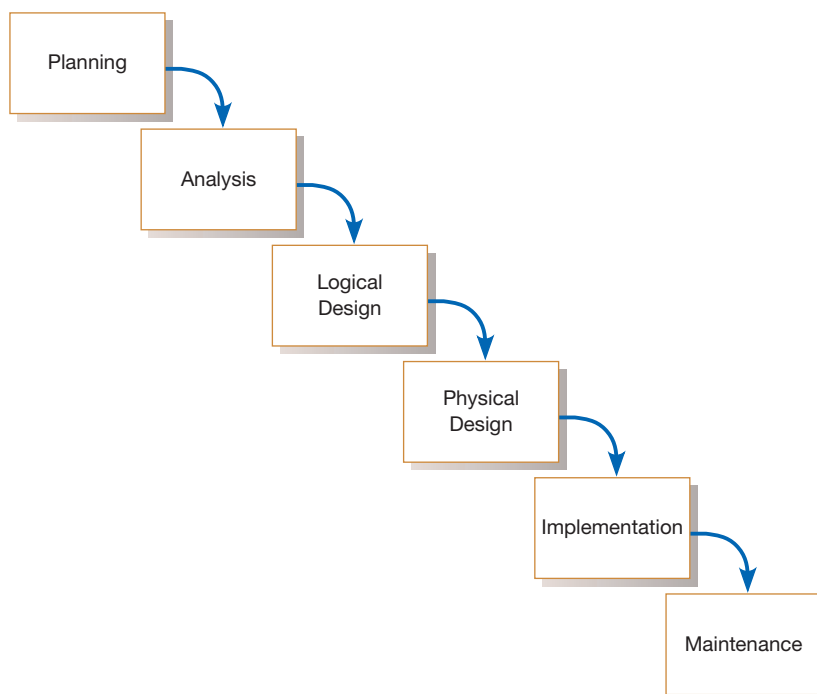 Planning
Analysis
Logical
Design
Physical
Design
Implementation
Maintenance